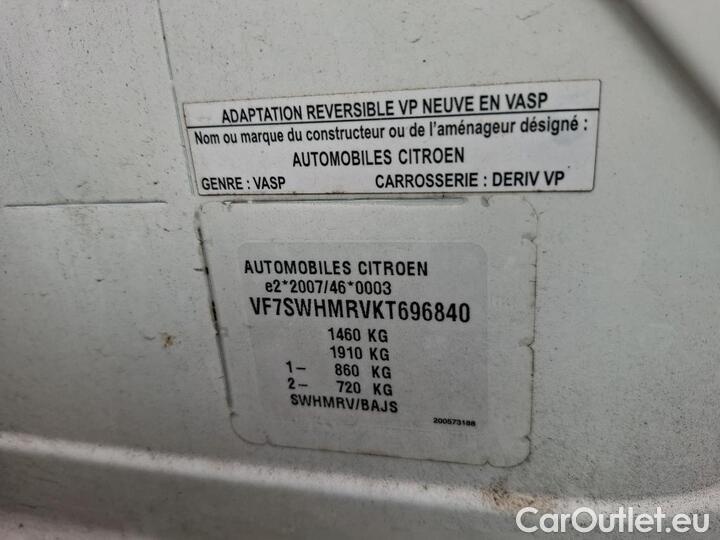 ADAPTATION REVERSIBLE VP NEUVE EN VASP
Nom ou marque du constructeur ou de l'aménageur désigné :
AUTOMOBILES CITROEN
GENRE : VASP CARROSSERIE : DERIV VP
AUTOMOBILES CITROEN
e2*2007/46*0003
VF7SWHMRVKT696840
1460 KG
1910 KG
1– 860 KG
2– 720 KG
SWHMRV/BAJS
200573188
CarOutlet.eu